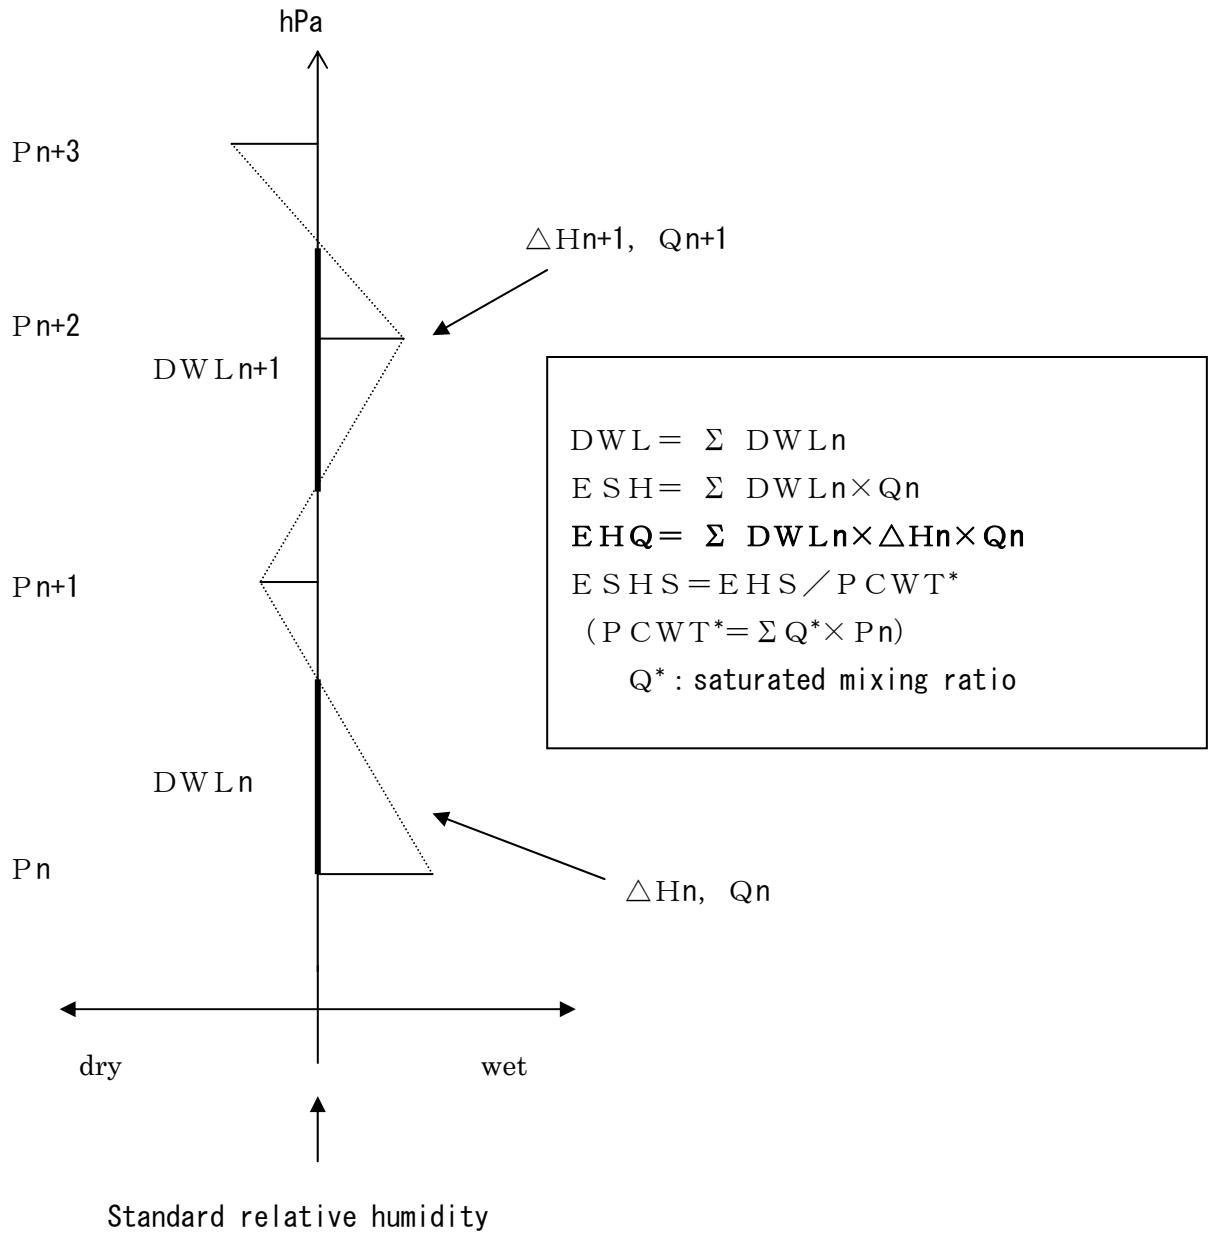 hPa
Pn+3
△Hn+1, Qn+1
Pn+2
DWLn+1
DWL= Σ DWLn
ESH= Σ DWLn×Qn
EHQ= Σ DWLn×△Hn×Qn
ESHS=EHS／PCWT*
(PCWT*=ΣQ*×Pn)
Q*:saturated mixing ratio
Pn+1
DWLn
Pn
△Hn, Qn
dry
wet
Standard relative humidity